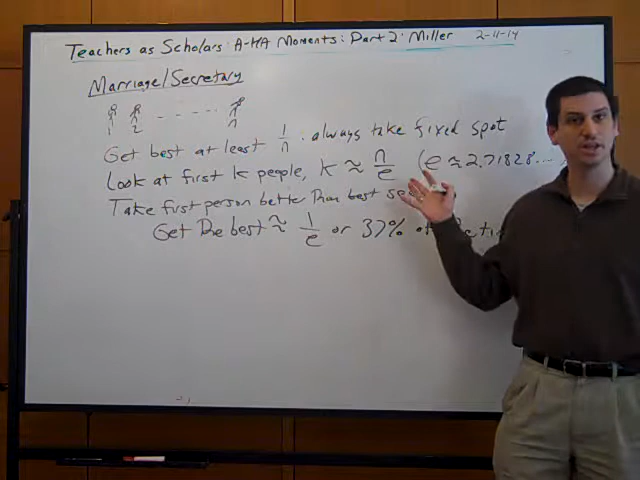 Teachers as Scholars: A-HA Moments: Part 2: Miller 2-11-14
Marriage/Secretary
1 2 - - - - - n
Get best at least 1/n : always take fixed spot
Look at first k people, k ≈ n/e (e ≈ 2.71828...
Take first person better than best
Get the best ≈ 1/e or 37% of